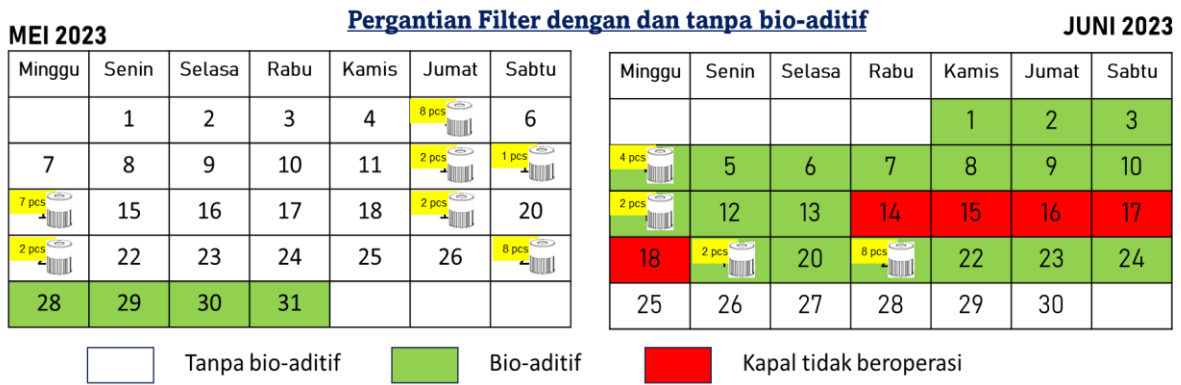 Pergantian Filter dengan dan tanpa bio-aditif
MEI 2023
Minggu Senin Selasa Rabu Kamis Jumat Sabtu
1 2 3 4 8 pcs 6
7 8 9 10 11 2 pcs 1 pcs
7 pcs 15 16 17 18 2 pcs 20
2 pcs 22 23 24 25 26 8 pcs
28 29 30 31
JUNI 2023
Minggu Senin Selasa Rabu Kamis Jumat Sabtu
1 2 3
4 pcs 5 6 7 8 9 10
2 pcs 12 13 14 15 16 17
18 2 pcs 20 8 pcs 22 23 24
25 26 27 28 29 30
Tanpa bio-aditif
Bio-aditif
Kapal tidak beroperasi